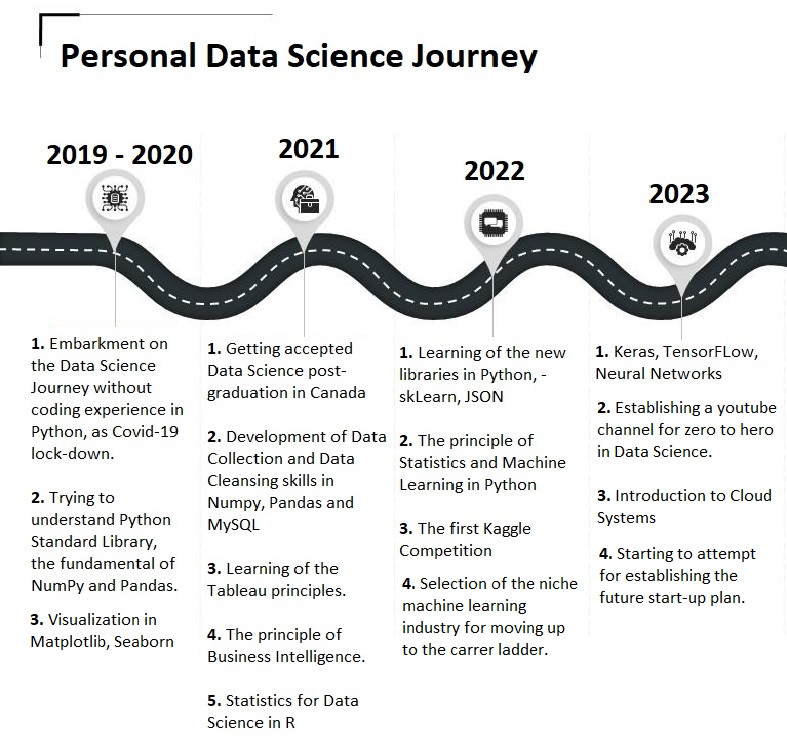 Personal Data Science Journey
2019 - 2020
1. Embarkment on
the Data Science
Journey without
coding experience in
Python, as Covid-19
lock-down.
2. Trying to
understand Python
Standard Library,
the fundamental of
NumPy and Pandas.
3. Visualization in
Matplotlib, Seaborn
2021
1. Getting accepted
Data Science post-
graduation in Canada
2. Development of Data
Collection and Data
Cleansing skills in
Numpy, Pandas and
MySQL
3. Learning of the
Tableau principles.
4. The principle of
Business Intelligence.
5. Statistics for Data
Science in R
2022
1. Learning of the new
libraries in Python, -
skLearn, JSON
2. The principle of
Statistics and Machine
Learning in Python
3. The first Kaggle
Competition
4. Selection of the niche
machine learning
industry for moving up
to the carrer ladder.
2023
1. Keras, TensorFLow,
Neural Networks
2. Establishing a youtube
channel for zero to hero
in Data Science.
3. Introduction to Cloud
Systems
4. Starting to attempt
for establishing the
future start-up plan.